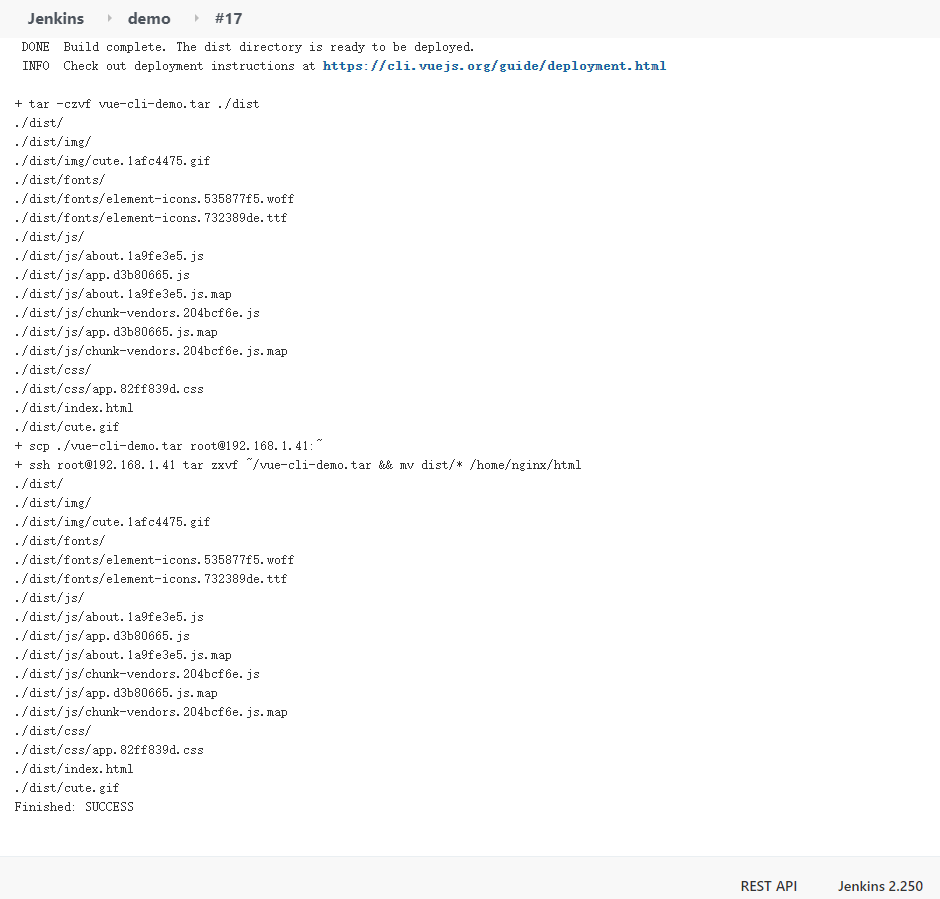 Jenkins demo #17
DONE Build complete. The dist directory is ready to be deployed.
INFO Check out deployment instructions at https://cli.vuejs.org/guide/deployment.html
+ tar -czvf vue-cli-demo.tar ./dist
./dist/
./dist/img/
./dist/img/cute.1afc4475.gif
./dist/fonts/
./dist/fonts/element-icons.535877f5.woff
./dist/fonts/element-icons.732389de.ttf
./dist/js/
./dist/js/about.1a9fe3e5.js
./dist/js/app.d3b80665.js
./dist/js/about.1a9fe3e5.js.map
./dist/js/chunk-vendors.204bcf6e.js
./dist/js/app.d3b80665.js.map
./dist/js/chunk-vendors.204bcf6e.js.map
./dist/css/
./dist/css/app.82ff839d.css
./dist/index.html
./dist/cute.gif
+ scp ./vue-cli-demo.tar root@192.168.1.41:~
+ ssh root@192.168.1.41 tar zxvf ~/vue-cli-demo.tar && mv dist/* /home/nginx/html
./dist/
./dist/img/
./dist/img/cute.1afc4475.gif
./dist/fonts/
./dist/fonts/element-icons.535877f5.woff
./dist/fonts/element-icons.732389de.ttf
./dist/js/
./dist/js/about.1a9fe3e5.js
./dist/js/app.d3b80665.js
./dist/js/about.1a9fe3e5.js.map
./dist/js/chunk-vendors.204bcf6e.js
./dist/js/app.d3b80665.js.map
./dist/js/chunk-vendors.204bcf6e.js.map
./dist/css/
./dist/css/app.82ff839d.css
./dist/index.html
./dist/cute.gif
Finished: SUCCESS
REST API Jenkins 2.250